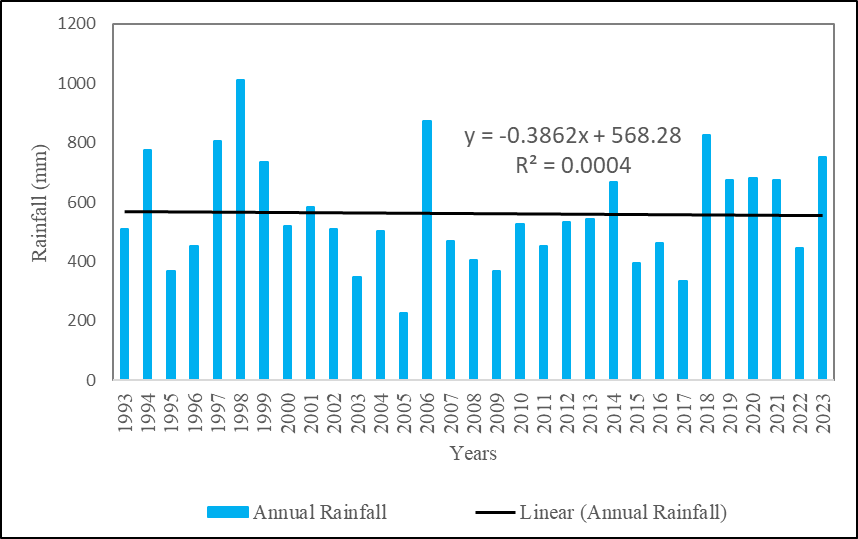 1200
1000
800
600
400
200
0
Rainfall (mm)
y = -0.3862x + 568.28
R² = 0.0004
1993 1994 1995 1996 1997 1998 1999 2000 2001 2002 2003 2004 2005 2006 2007 2008 2009 2010 2011 2012 2013 2014 2015 2016 2017 2018 2019 2020 2021 2022 2023
Years
Annual Rainfall Linear (Annual Rainfall)